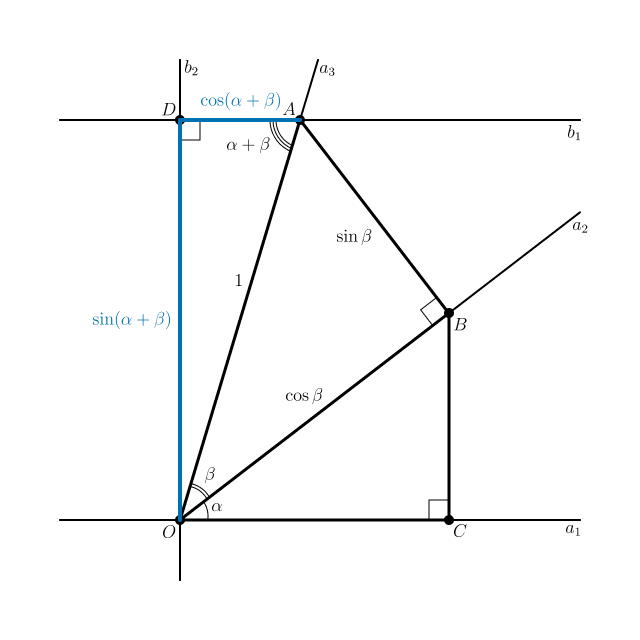 b₂
a₃
cos(α + β)
D
A
b₁
α + β
a₂
sin β
1
sin(α + β)
B
cos β
β
α
O
C
a₁